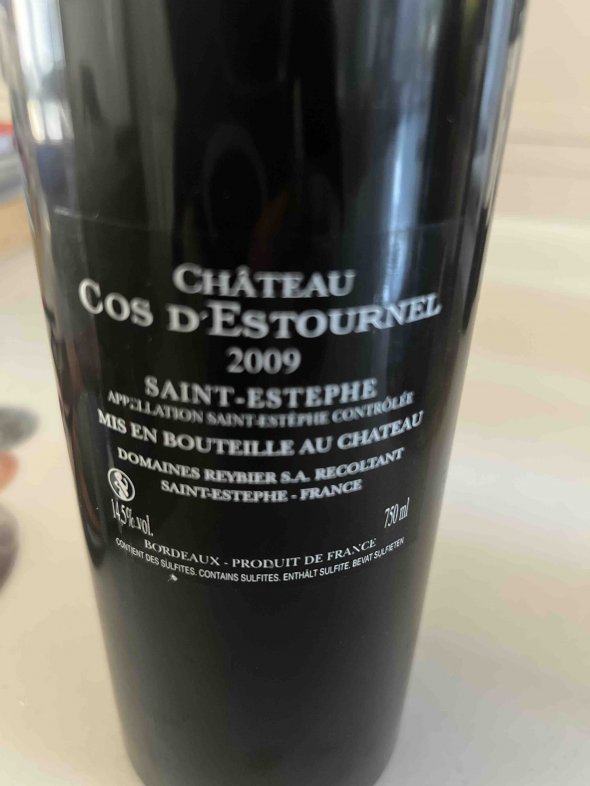 CHÂTEAU
COS D'ESTOURNEL
2009
SAINT-ESTEPHE
APPELLATION SAINT-ESTÈPHE CONTRÔLÉE
MIS EN BOUTEILLE AU CHATEAU
DOMAINES REYBIER S.A. RECOLTANT
SAINT-ESTEPHE - FRANCE
14,5% vol. 750 ml
BORDEAUX - PRODUIT DE FRANCE
CONTIENT DES SULFITES. CONTAINS SULFITES. ENTHÄLT SULFITE. BEVAT SULFIETEN